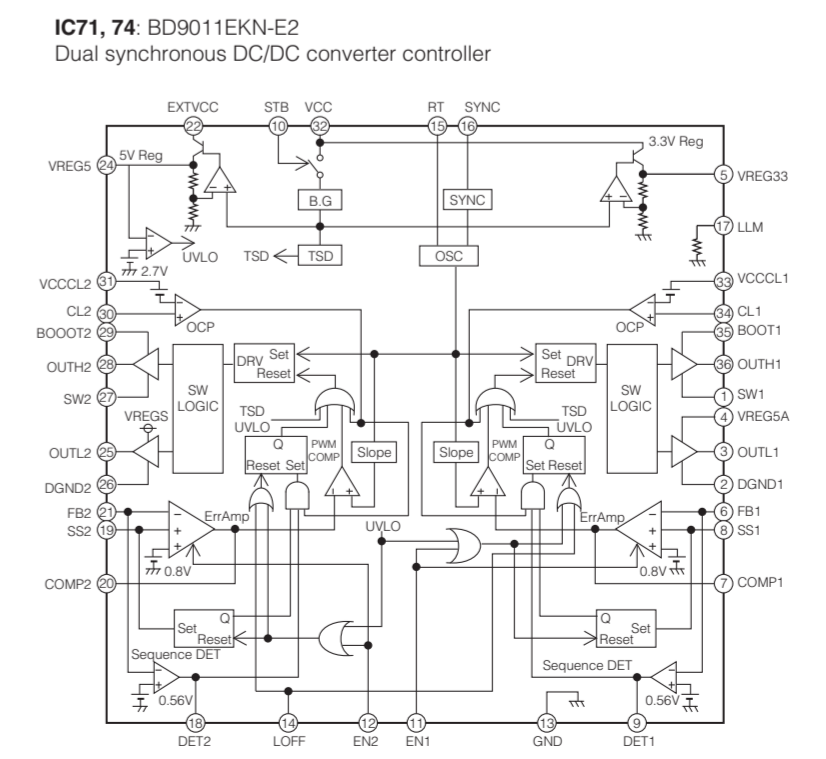 IC71, 74: BD9011EKN-E2
Dual synchronous DC/DC converter controller
EXTVCC STB VCC RT SYNC
22 10 32 15 16
5V Reg 3.3V Reg
VREG5 24 5 VREG33
B.G SYNC
17 LLM
UVLO TSD TSD OSC
2.7V
VCCCL2 31 33 VCCCL1
CL2 30 34 CL1
OCP OCP
BOOOT2 29 35 BOOT1
DRV Set Set DRV
OUTH2 28 36 OUTH1
Reset Reset
SW LOGIC SW LOGIC
SW2 27 1 SW1
VREGS TSD TSD 4 VREG5A
UVLO UVLO
Q PWM COMP Slope Slope PWM COMP Q
OUTL2 25 3 OUTL1
Reset Set Set Reset
DGND2 26 2 DGND1
FB2 21 6 FB1
ErrAmp UVLO ErrAmp
SS2 19 8 SS1
0.8V 0.8V
COMP2 20 7 COMP1
Q Q
Set Set
Reset Reset
Sequence DET Sequence DET
0.56V 0.56V
18 14 12 11 13 9
DET2 LOFF EN2 EN1 GND DET1